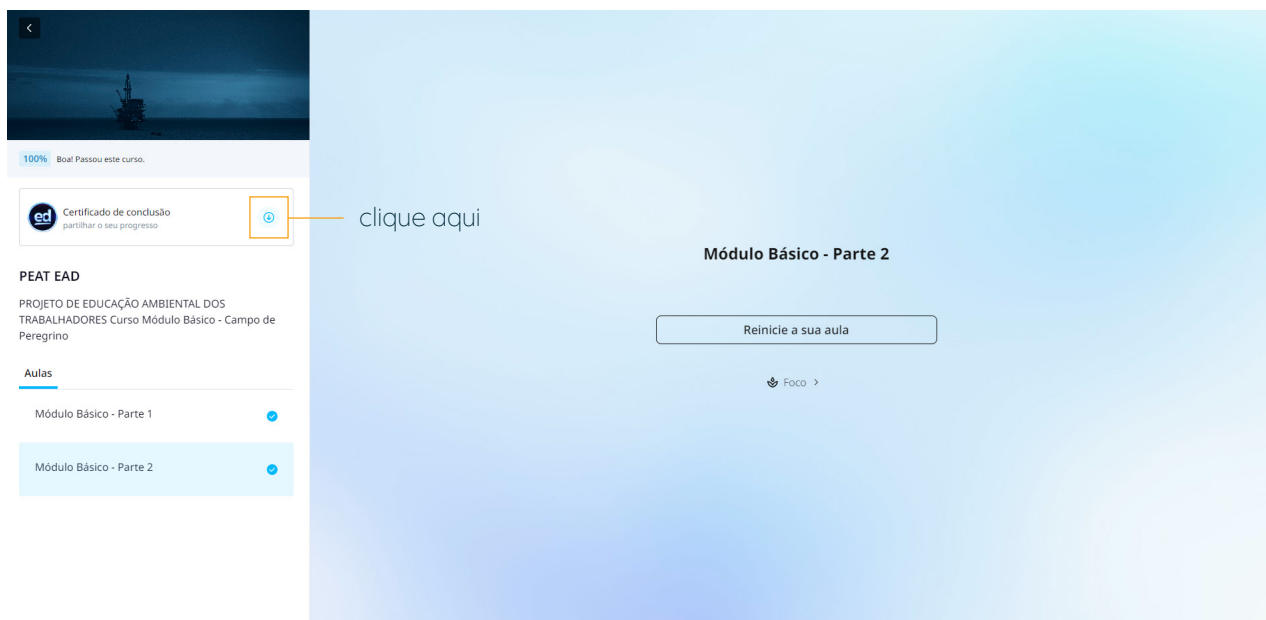 100% Boa! Passou este curso.
ed
Certificado de conclusão
partilhar o seu progresso
clique aqui
PEAT EAD
PROJETO DE EDUCAÇÃO AMBIENTAL DOS
TRABALHADORES Curso Módulo Básico - Campo de
Peregrino
Aulas
Módulo Básico - Parte 1
Módulo Básico - Parte 2
Módulo Básico - Parte 2
Reinicie a sua aula
Foco